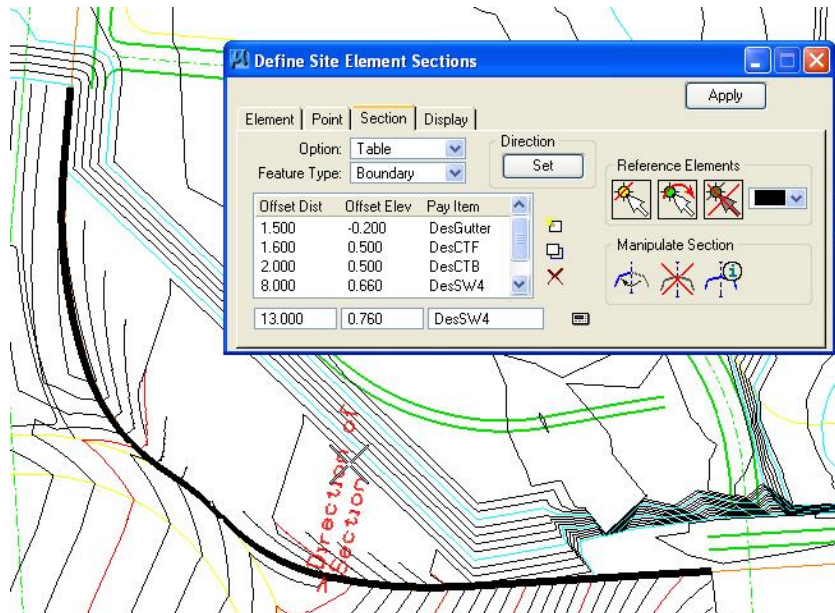 Define Site Element Sections
Apply
Element Point Section Display
Option: Table
Direction
Set
Feature Type: Boundary
Reference Elements
Offset Dist Offset Elev Pay Item
1.500 -0.200 DesGutter
1.600 0.500 DesCTF
2.000 0.500 DesCTB
8.000 0.660 DesSW4
Manipulate Section
13.000 0.760 DesSW4
Direction of
Section